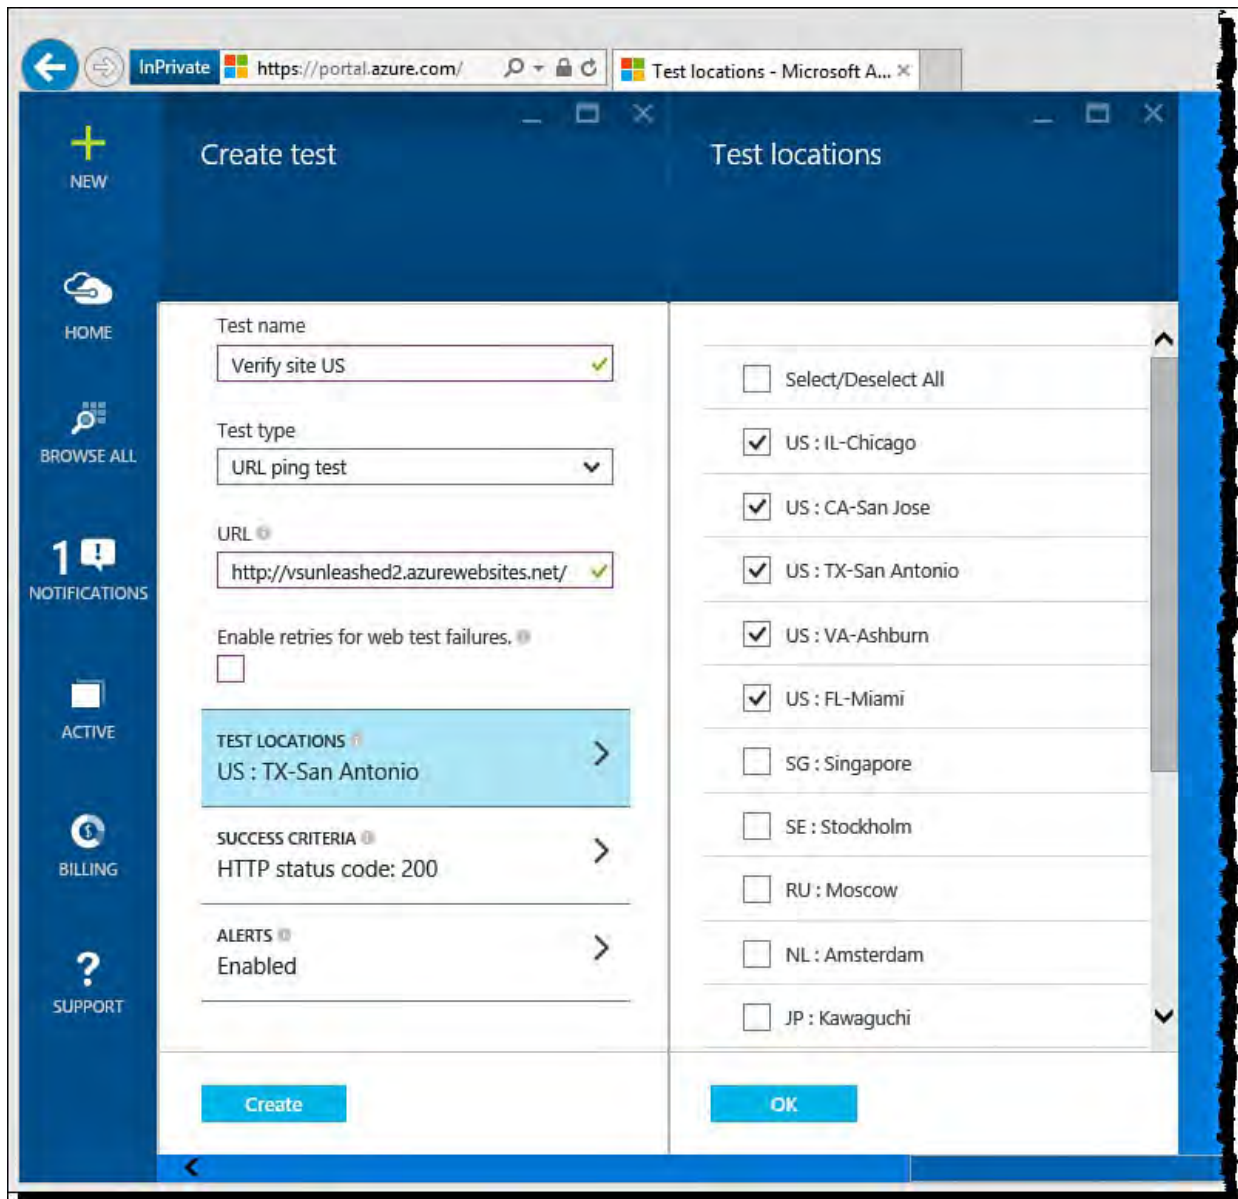 InPrivate
https://portal.azure.com/
Test locations - Microsoft A...
NEW
HOME
BROWSE ALL
1
NOTIFICATIONS
ACTIVE
BILLING
?
SUPPORT
Create test
Test name
Verify site US
Test type
URL ping test
URL
http://vsunleashed2.azurewebsites.net/
Enable retries for web test failures.
TEST LOCATIONS
US : TX-San Antonio
SUCCESS CRITERIA
HTTP status code: 200
ALERTS
Enabled
Create
Test locations
Select/Deselect All
US : IL-Chicago
US : CA-San Jose
US : TX-San Antonio
US : VA-Ashburn
US : FL-Miami
SG : Singapore
SE : Stockholm
RU : Moscow
NL : Amsterdam
JP : Kawaguchi
OK